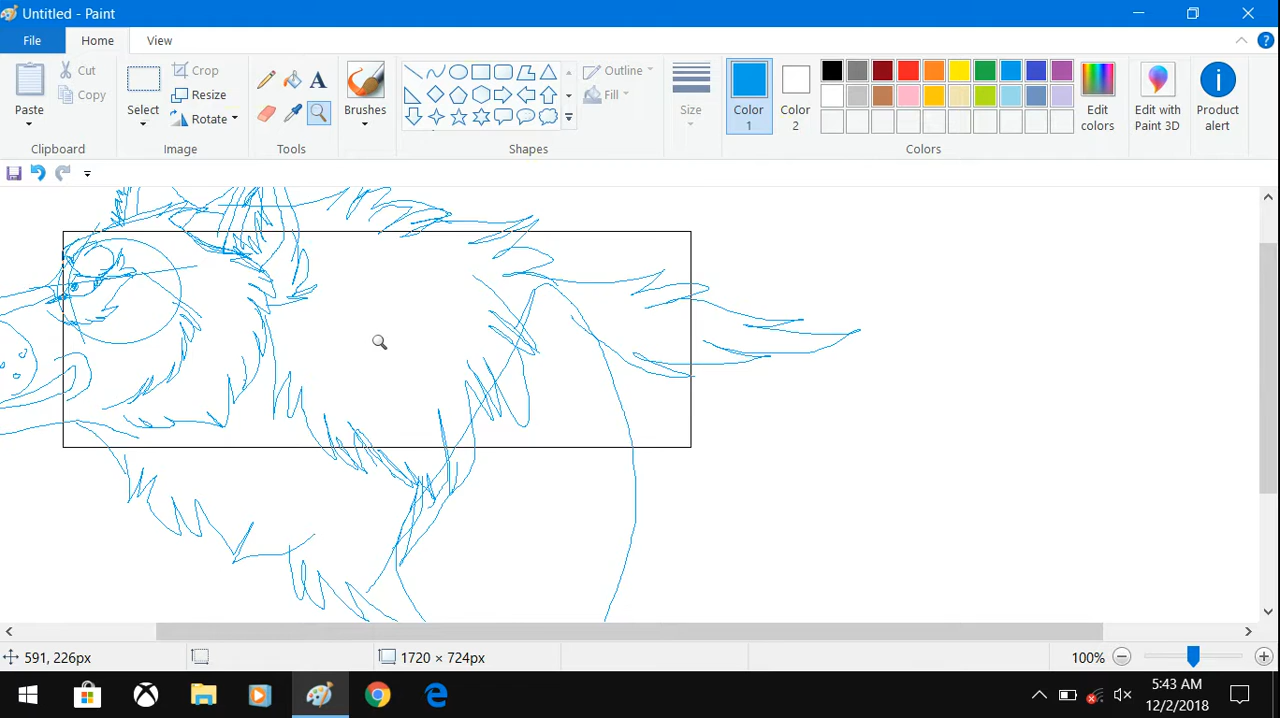 Untitled - Paint
File Home View
Paste
Cut
Copy
Clipboard
Select
Crop
Resize
Rotate
Image
A
Tools
Brushes
Outline
Fill
Shapes
Size
Color 1
Color 2
Edit colors
Colors
Edit with Paint 3D
Product alert
591, 226px
1720 × 724px
100%
5:43 AM
12/2/2018